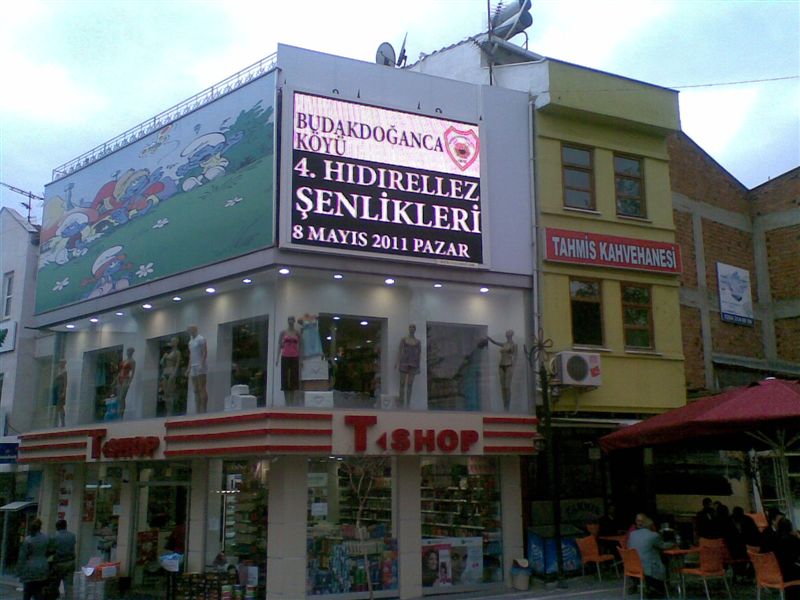 BUDAKDOĞANCA
KÖYÜ
4. HIDIRELLEZ
ŞENLİKLERİ
8 MAYIS 2011 PAZAR
TAHMİS KAHVEHANESİ
T SHOP
T SHOP